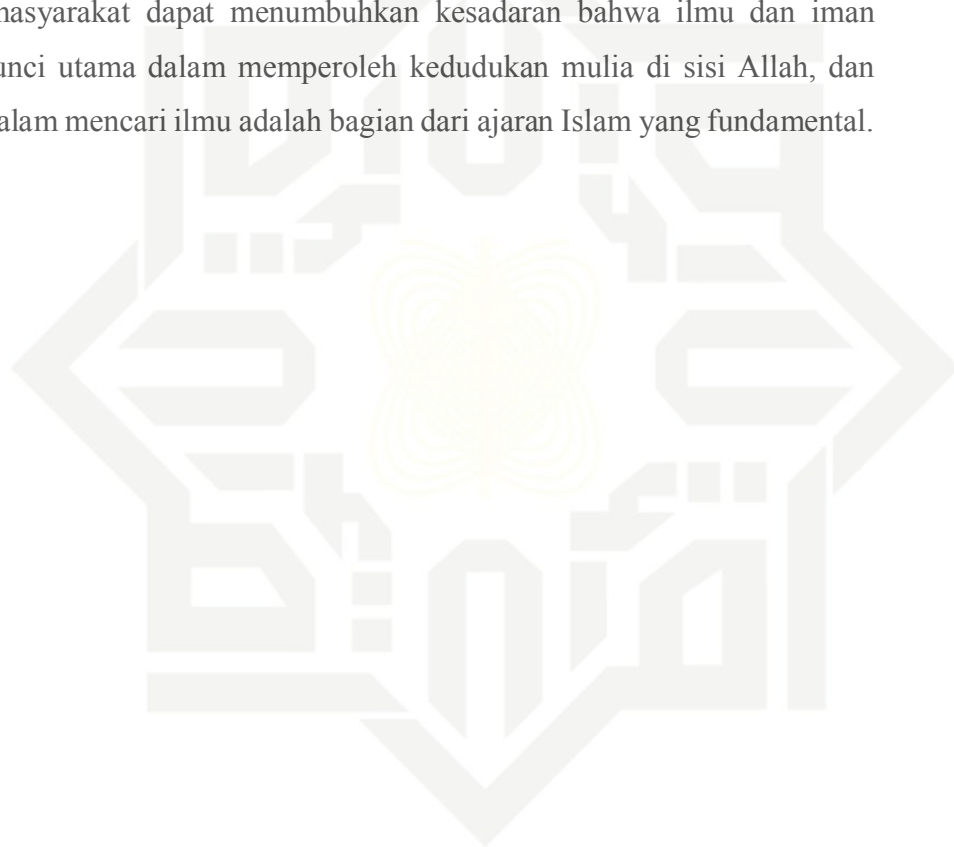 masyarakat dapat menumbuhkan kesadaran bahwa ilmu dan iman
unci utama dalam memperoleh kedudukan mulia di sisi Allah, dan
alam mencari ilmu adalah bagian dari ajaran Islam yang fundamental.